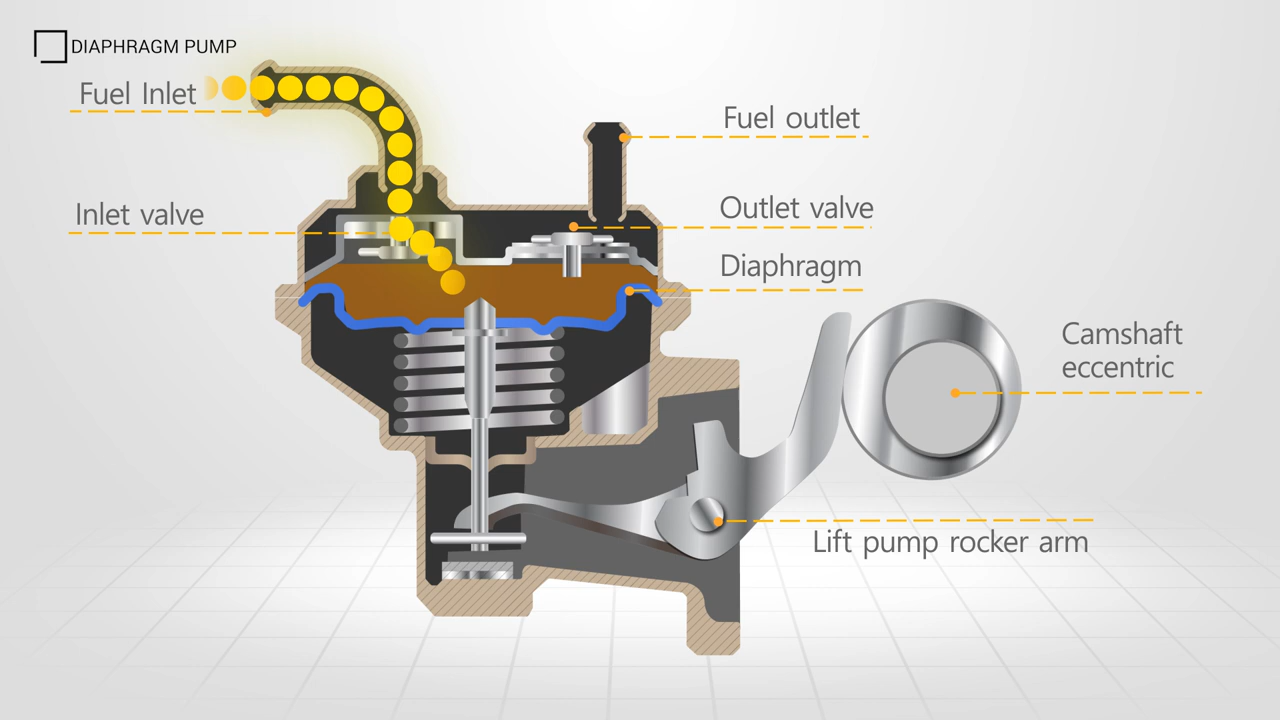 DIAPHRAGM PUMP
Fuel Inlet
Fuel outlet
Inlet valve
Outlet valve
Diaphragm
Camshaft
eccentric
Lift pump rocker arm